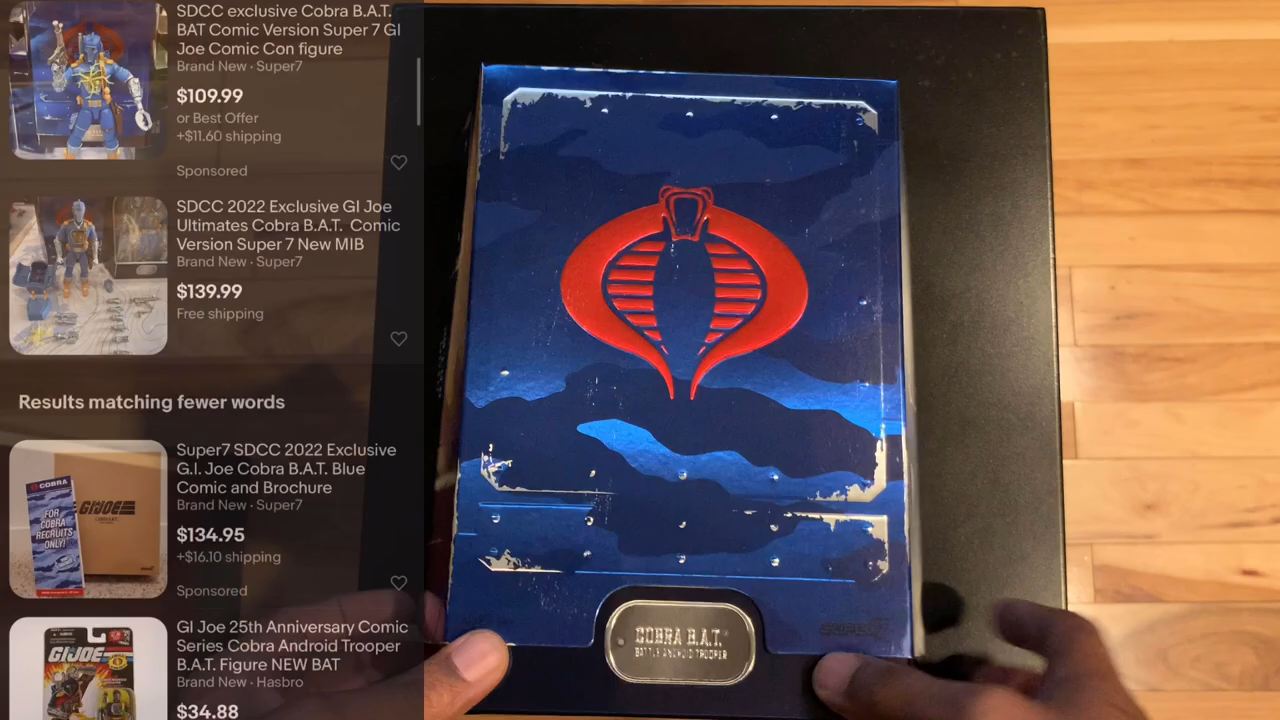 SDCC exclusive Cobra B.A.T.
BAT Comic Version Super 7 GI
Joe Comic Con figure
Brand New · Super7
$109.99
or Best Offer
+$11.60 shipping
Sponsored
SDCC 2022 Exclusive GI Joe
Ultimates Cobra B.A.T. Comic
Version Super 7 New MIB
Brand New · Super7
$139.99
Free shipping
Results matching fewer words
Super7 SDCC 2022 Exclusive
G.I. Joe Cobra B.A.T. Blue
Comic and Brochure
Brand New · Super7
$134.95
+$16.10 shipping
Sponsored
COBRA
FOR
COBRA
RECRUITS
ONLY!
GI JOE
GI Joe 25th Anniversary Comic
Series Cobra Android Trooper
B.A.T. Figure NEW BAT
Brand New · Hasbro
$34.88
GI JOE
COBRA B.A.T.
BATTLE ANDROID TROOPER